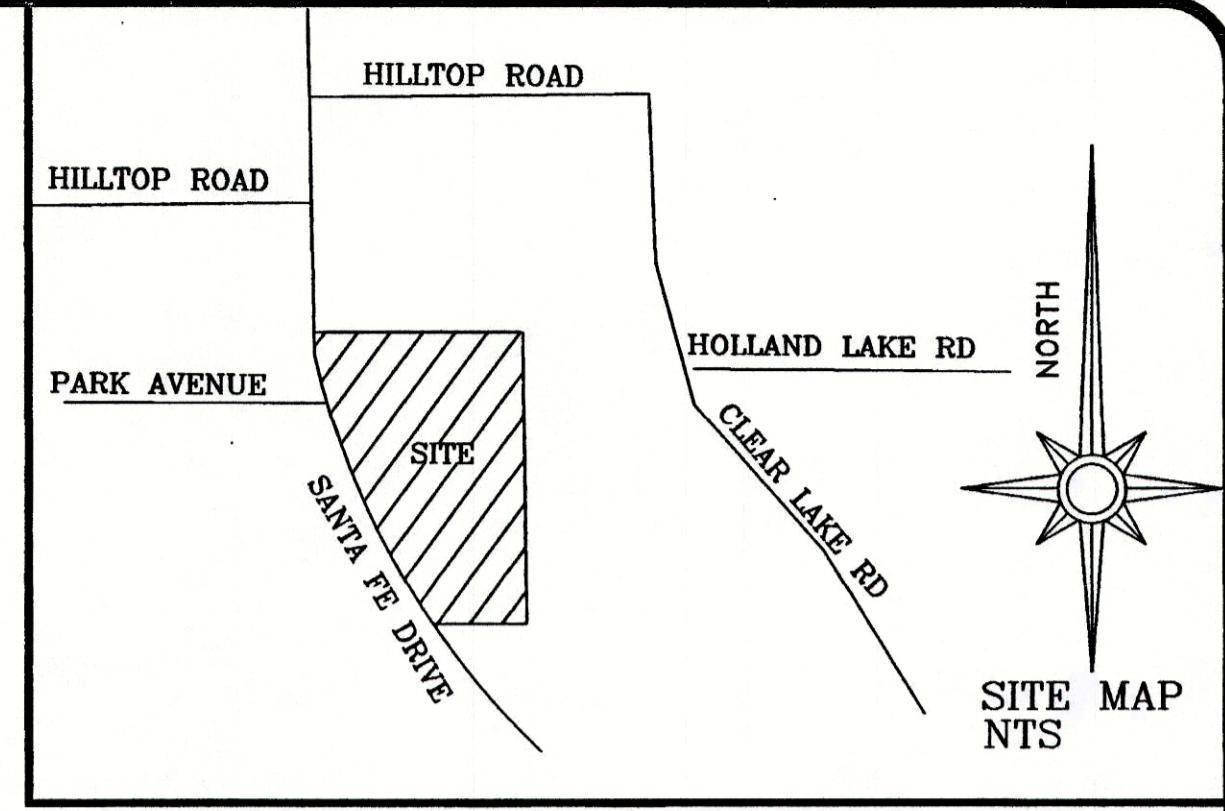 HILLTOP ROAD
HILLTOP ROAD
PARK AVENUE
SITE
SANTA FE DRIVE
HOLLAND LAKE RD
CLEAR LAKE RD
NORTH
SITE MAP
NTS